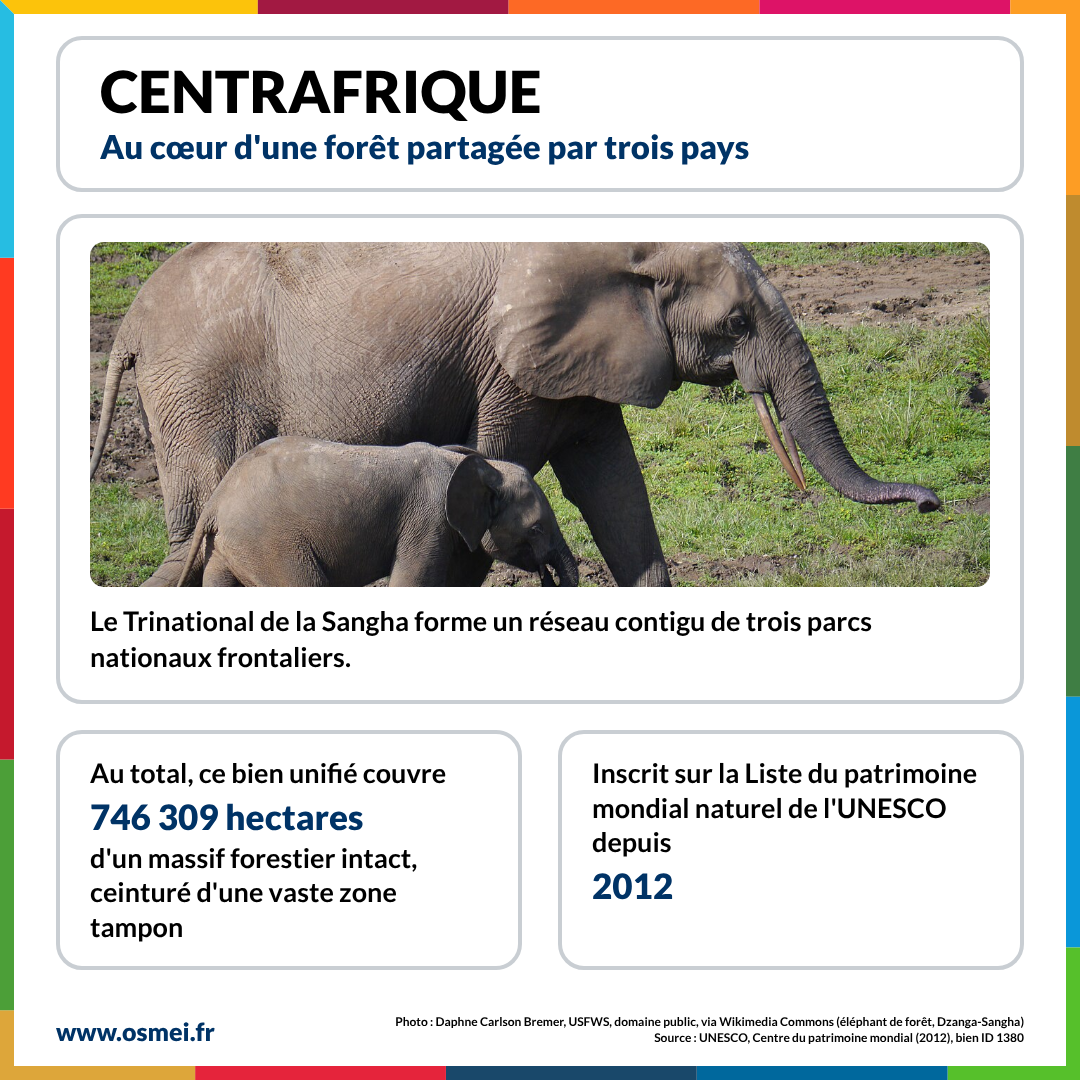 CENTRAFRIQUE
Au cœur d'une forêt partagée par trois pays
Le Trinational de la Sangha forme un réseau contigu de trois parcs
nationaux frontaliers.
Au total, ce bien unifié couvre
746 309 hectares
d'un massif forestier intact,
ceinturé d'une vaste zone
tampon
Inscrit sur la Liste du patrimoine
mondial naturel de l'UNESCO
depuis
2012
www.osmei.fr
Photo : Daphne Carlson Bremer, USFWS, domaine public, via Wikimedia Commons (éléphant de forêt, Dzanga-Sangha)
Source : UNESCO, Centre du patrimoine mondial (2012), bien ID 1380